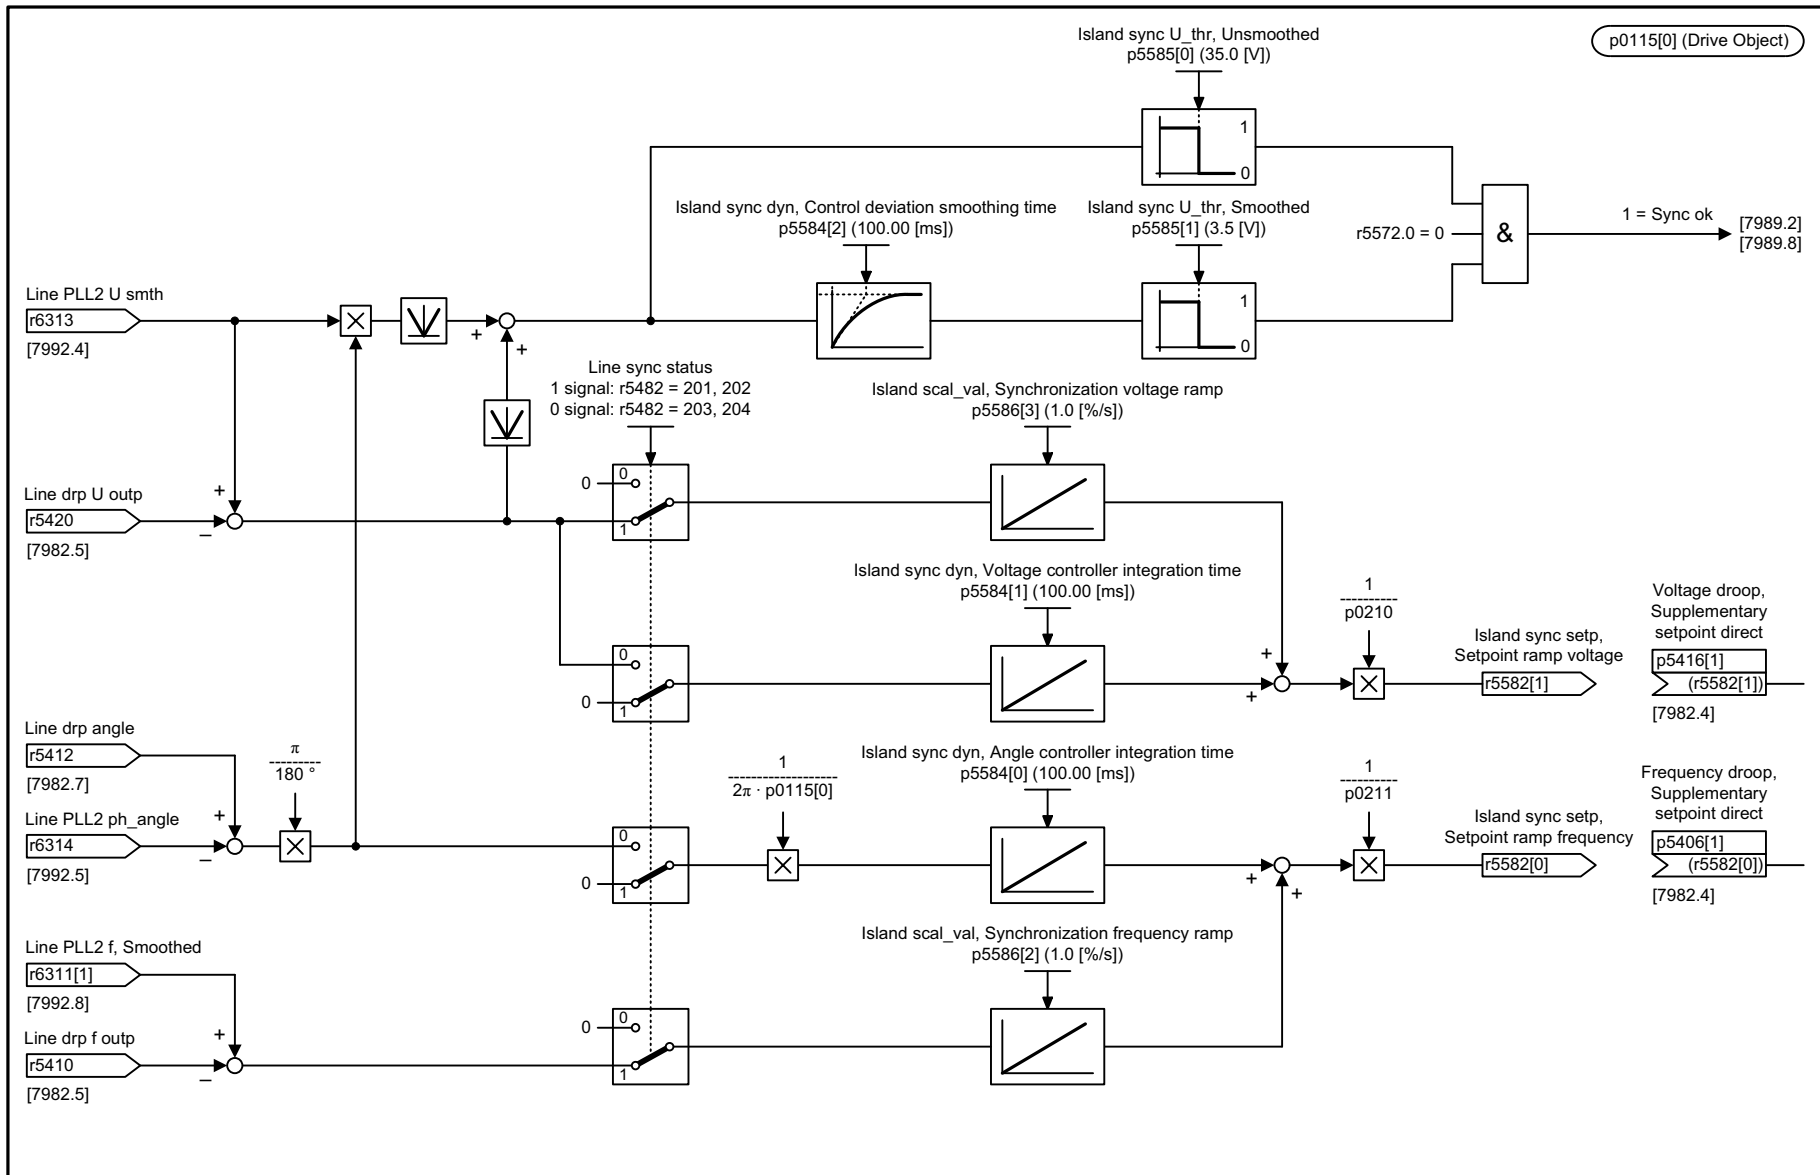 Island sync U_thr, Unsmoothed
p5585[0] (35.0 [V])
p0115[0] (Drive Object)
1
0
Island sync dyn, Control deviation smoothing time
p5584[2] (100.00 [ms])
Island sync U_thr, Smoothed
p5585[1] (3.5 [V])
r5572.0 = 0
&
1 = Sync ok
[7989.2]
[7989.8]
1
0
Line PLL2 U smth
r6313
[7992.4]
+
+
Line sync status
1 signal: r5482 = 201, 202
0 signal: r5482 = 203, 204
Island scal_val, Synchronization voltage ramp
p5586[3] (1.0 [%/s])
Line drp U outp
r5420
[7982.5]
+
–
0
0
1
Island sync dyn, Voltage controller integration time
p5584[1] (100.00 [ms])
0
0
1
+
+
1
----------
p0210
Island sync setp,
Setpoint ramp voltage
r5582[1]
Voltage droop,
Supplementary
setpoint direct
p5416[1]
(r5582[1])
[7982.4]
Line drp angle
r5412
[7982.7]
Line PLL2 ph_angle
r6314
[7992.5]
+
–
π
--------
180 °
0
0
1
1
------------------
2π · p0115[0]
Island sync dyn, Angle controller integration time
p5584[0] (100.00 [ms])
+
+
1
----------
p0211
Island sync setp,
Setpoint ramp frequency
r5582[0]
Frequency droop,
Supplementary
setpoint direct
p5406[1]
(r5582[0])
[7982.4]
Island scal_val, Synchronization frequency ramp
p5586[2] (1.0 [%/s])
Line PLL2 f, Smoothed
r6311[1]
[7992.8]
Line drp f outp
r5410
[7982.5]
+
–
0
0
1